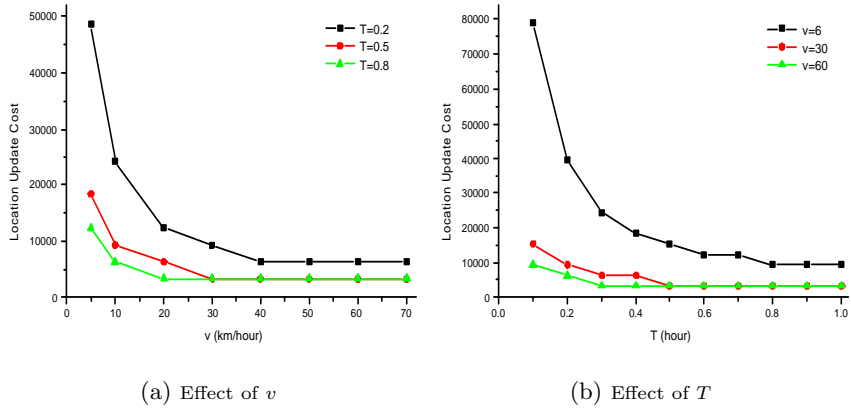 50000
40000
30000
20000
10000
0
Location Update Cost
T=0.2
T=0.5
T=0.8
0 10 20 30 40 50 60 70
v (km/hour)
(a) Effect of v
80000
70000
60000
50000
40000
30000
20000
10000
0
Location Update Cost
v=6
v=30
v=60
0.0 0.2 0.4 0.6 0.8 1.0
T (hour)
(b) Effect of T